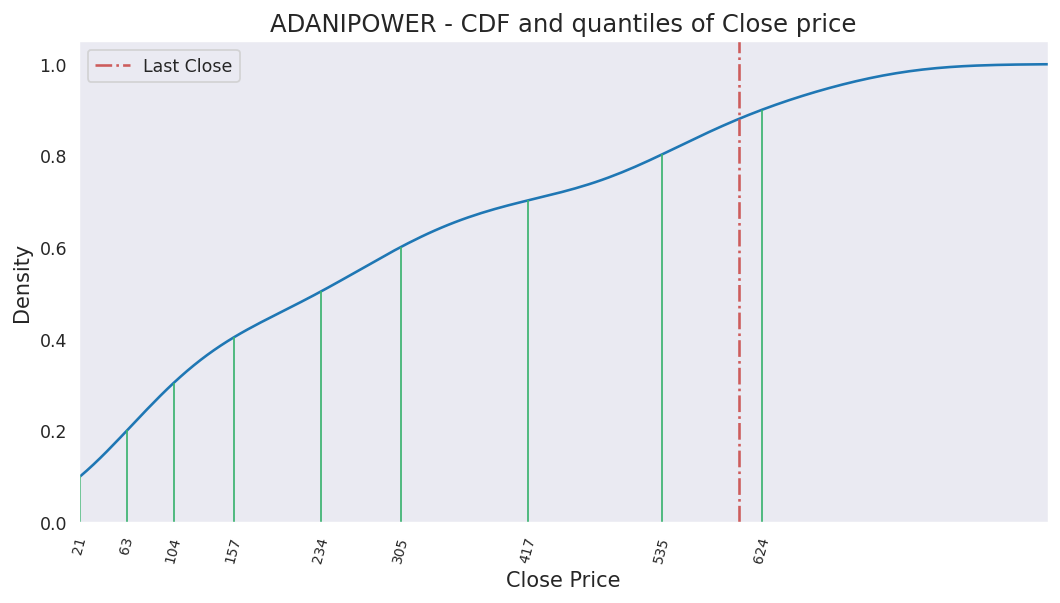 ADANIPOWER - CDF and quantiles of Close price
Last Close
1.0
0.8
0.6
0.4
0.2
0.0
Density
21 63 104 157 234 305 417 535 624
Close Price